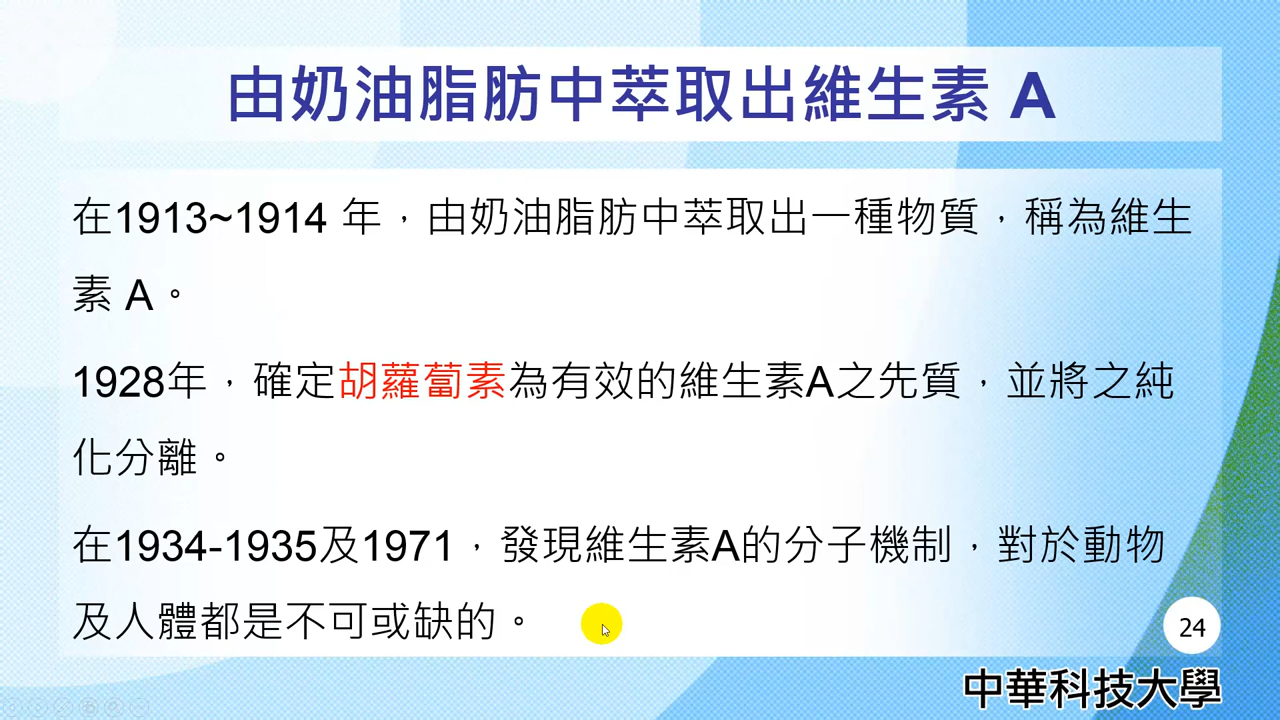 由奶油脂肪中萃取出維生素 A
在1913~1914 年，由奶油脂肪中萃取出一種物質，稱為維生
素 A。
1928年，確定胡蘿蔔素為有效的維生素A之先質，並將之純
化分離。
在1934-1935及1971，發現維生素A的分子機制，對於動物
及人體都是不可或缺的。
24
中華科技大學